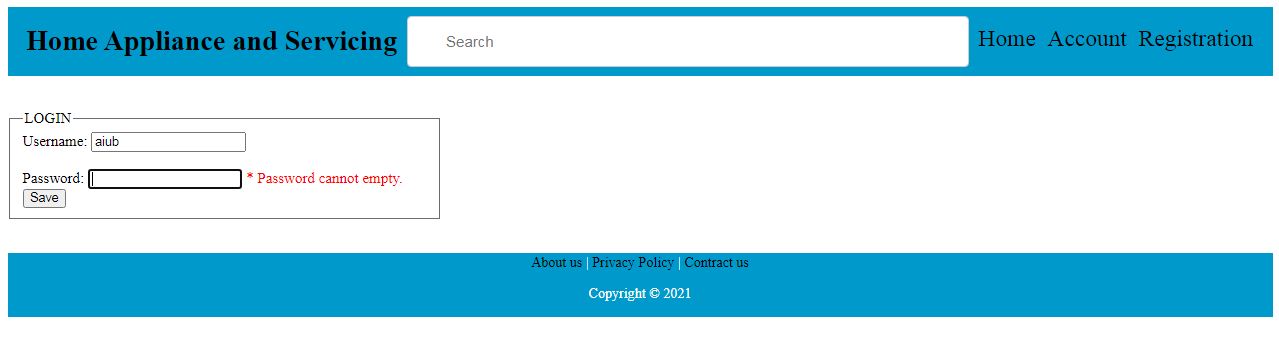 Home Appliance and Servicing Search Home Account Registration
LOGIN
Username: aiub
Password: * Password cannot empty.
Save
About us | Privacy Policy | Contract us
Copyright © 2021